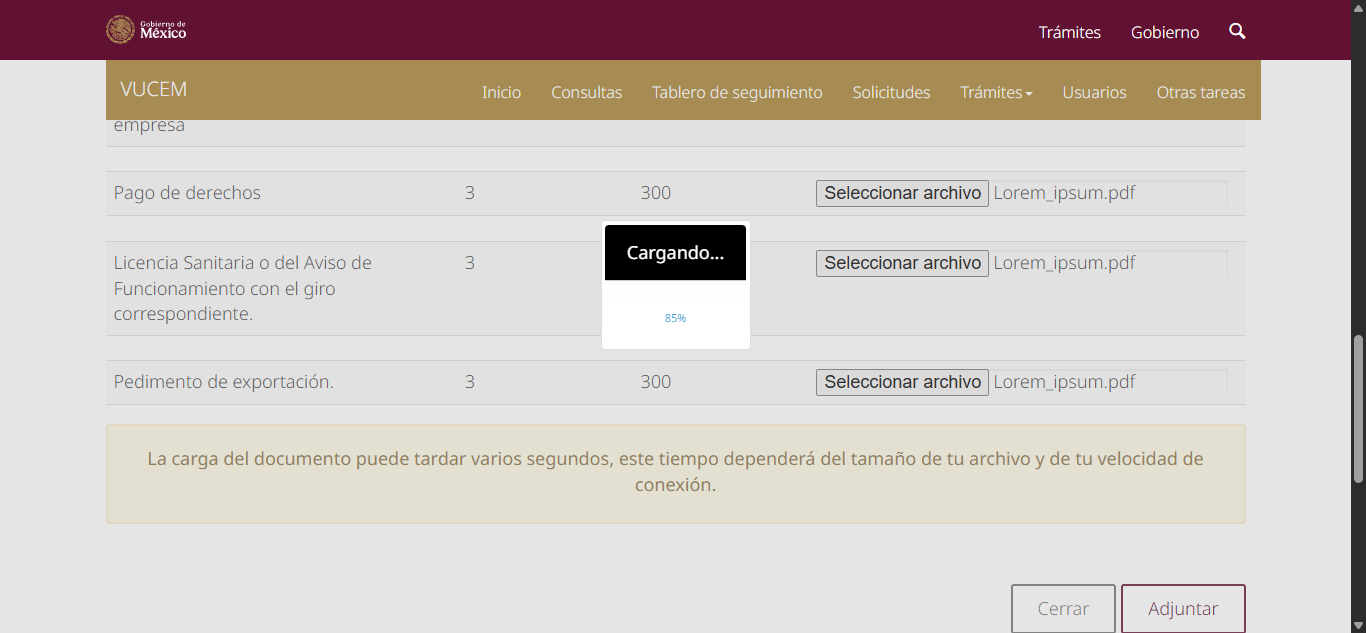 Gobierno de
México
Trámites Gobierno
VUCEM
Inicio Consultas Tablero de seguimiento Solicitudes Trámites Usuarios Otras tareas
empresa
Pago de derechos 3 300 Seleccionar archivo Lorem_ipsum.pdf
Cargando...
85%
Licencia Sanitaria o del Aviso de 3 Seleccionar archivo Lorem_ipsum.pdf
Funcionamiento con el giro
correspondiente.
Pedimento de exportación. 3 300 Seleccionar archivo Lorem_ipsum.pdf
La carga del documento puede tardar varios segundos, este tiempo dependerá del tamaño de tu archivo y de tu velocidad de
conexión.
Cerrar Adjuntar